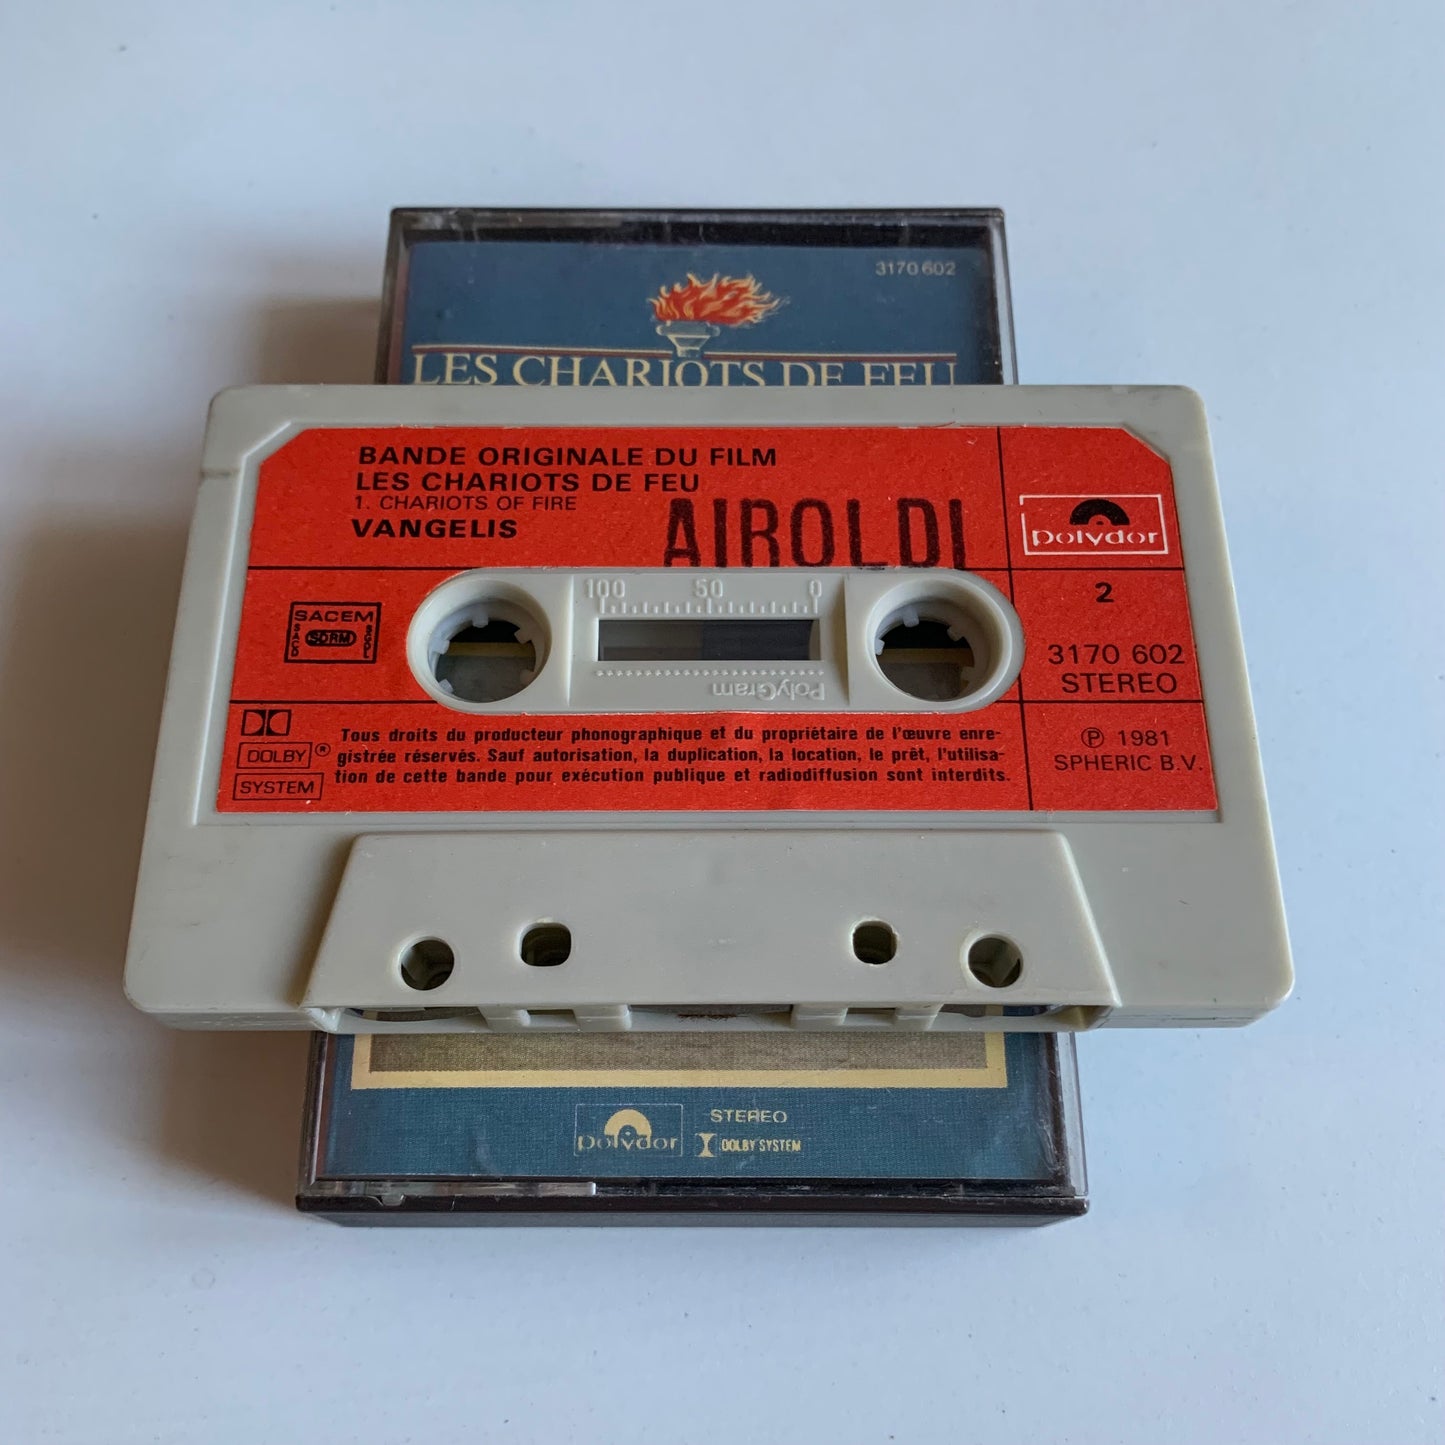 3170 602
LES CHARIOTS DE FEU
BANDE ORIGINALE DU FILM
LES CHARIOTS DE FEU
1. CHARIOTS OF FIRE
VANGELIS
AIROLDI
polydor
100 50 0
2
SACEM
SACD SDRM SGDL
3170 602
STEREO
PolyGram
DOLBY®
SYSTEM
Tous droits du producteur phonographique et du propriétaire de l'œuvre enre-
gistrée réservés. Sauf autorisation, la duplication, la location, le prêt, l'utilisa-
tion de cette bande pour exécution publique et radiodiffusion sont interdits.
Ⓟ 1981
SPHERIC B.V.
polydor
STEREO
DOLBY SYSTEM